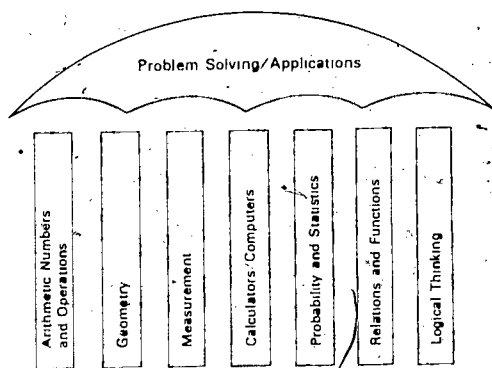 Problem Solving/Applications
Arithmetic Numbers
and Operations
Geometry
Measurement
Calculators/Computers
Probability and Statistics
Relations and Functions
Logical Thinking